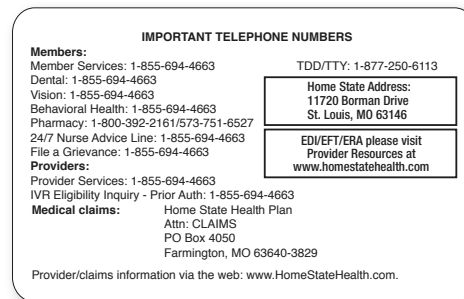 IMPORTANT TELEPHONE NUMBERS
Members:
Member Services: 1-855-694-4663
TDD/TTY: 1-877-250-6113
Dental: 1-855-694-4663
Vision: 1-855-694-4663
Behavioral Health: 1-855-694-4663
Pharmacy: 1-800-392-2161/573-751-6527
24/7 Nurse Advice Line: 1-855-694-4663
File a Grievance: 1-855-694-4663
Home State Address:
11720 Borman Drive
St. Louis, MO 63146
EDI/EFT/ERA please visit
Provider Resources at
www.homestatehealth.com
Providers:
Provider Services: 1-855-694-4663
IVR Eligibility Inquiry - Prior Auth: 1-855-694-4663
Medical claims: Home State Health Plan
Attn: CLAIMS
PO Box 4050
Farmington, MO 63640-3829
Provider/claims information via the web: www.HomeStateHealth.com.